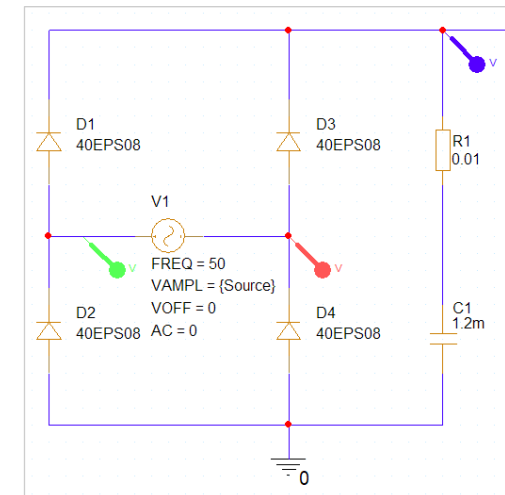 V
D1
40EPS08
D3
40EPS08
R1
0.01
V1
V
V
FREQ = 50
VAMPL = {Source}
VOFF = 0
AC = 0
D2
40EPS08
D4
40EPS08
C1
1.2m
0